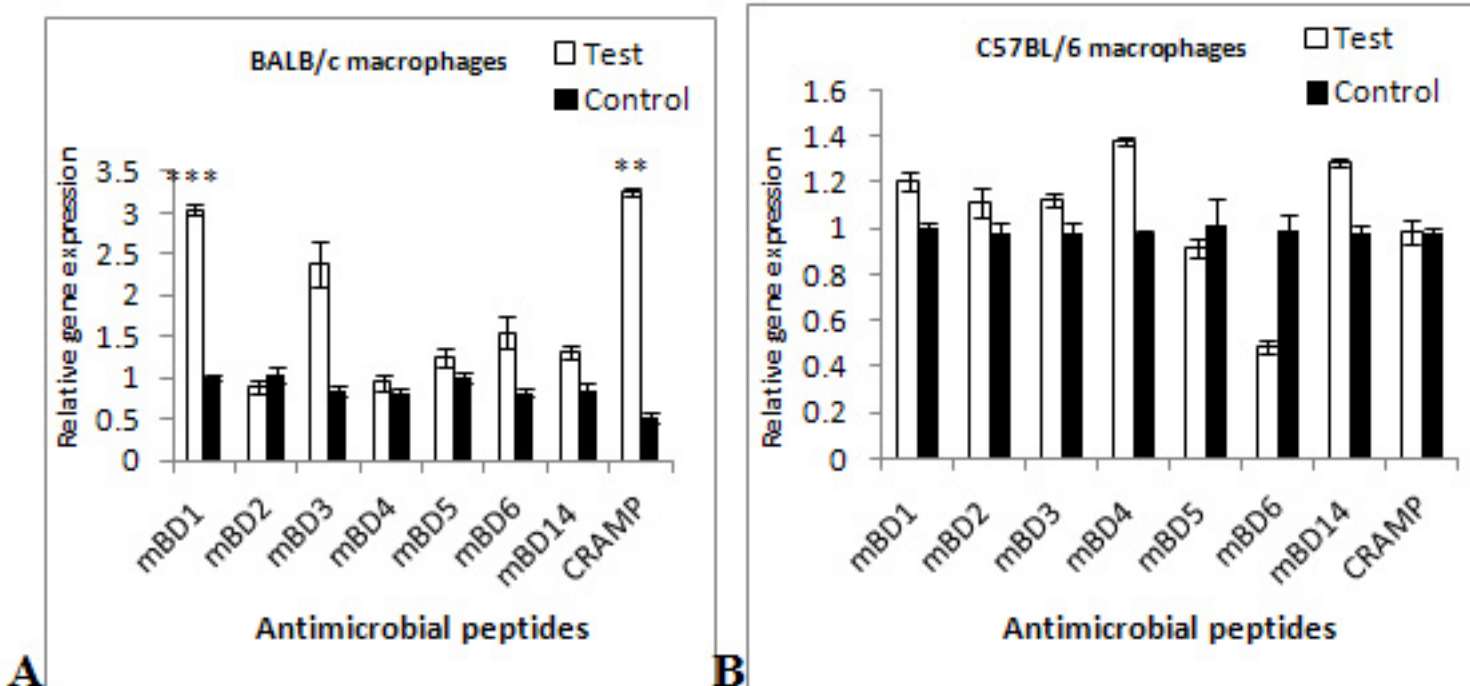 BALB/c macrophages
Test
Control
***
**
Relative gene expression
3.5
3
2.5
2
1.5
1
0.5
0
mBD1
mBD2
mBD3
mBD4
mBD5
mBD6
mBD14
CRAMP
Antimicrobial peptides
A
C57BL/6 macrophages
Test
Control
Relative gene expression
1.6
1.4
1.2
1
0.8
0.6
0.4
0.2
0
mBD1
mBD2
mBD3
mBD4
mBD5
mBD6
mBD14
CRAMP
Antimicrobial peptides
B